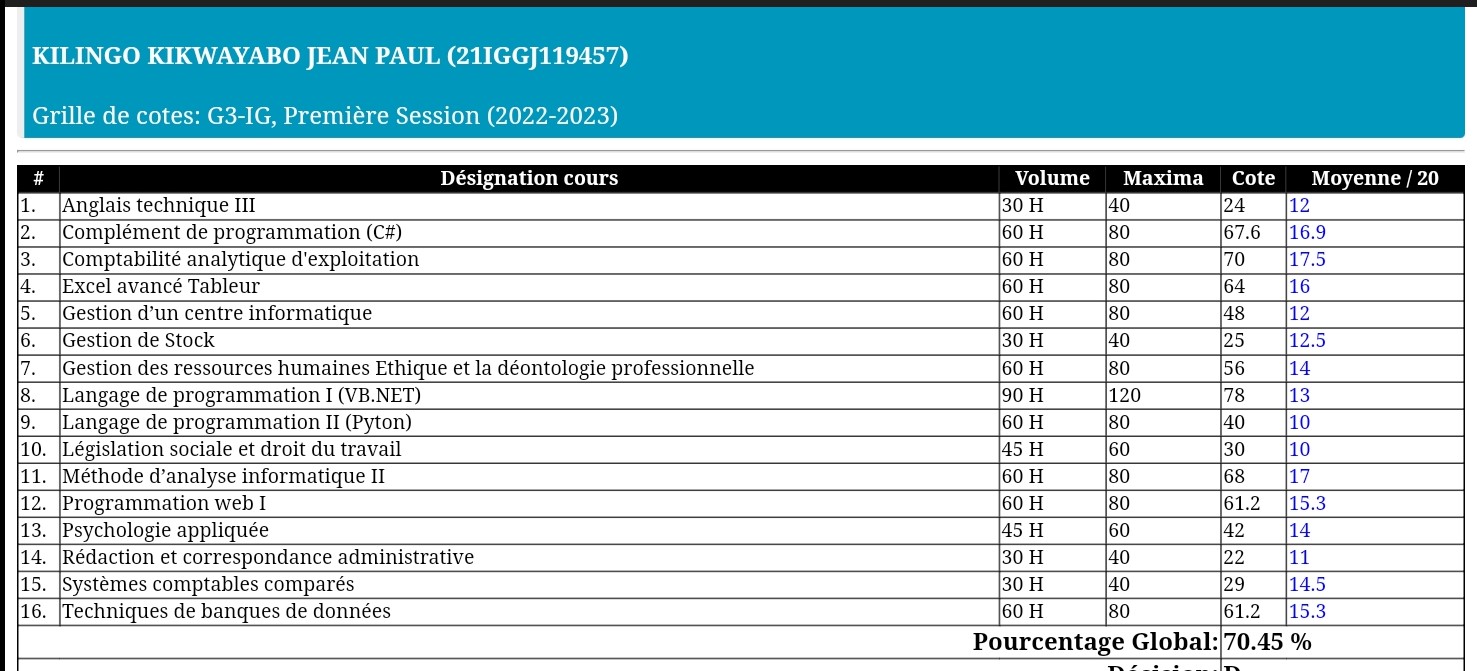 KILINGO KIKWAYABO JEAN PAUL (21IGGJ119457)
Grille de cotes: G3-IG, Première Session (2022-2023)
# Désignation cours Volume Maxima Cote Moyenne / 20
1. Anglais technique III 30 H 40 24 12
2. Complément de programmation (C#) 60 H 80 67.6 16.9
3. Comptabilité analytique d'exploitation 60 H 80 70 17.5
4. Excel avancé Tableur 60 H 80 64 16
5. Gestion d’un centre informatique 60 H 80 48 12
6. Gestion de Stock 30 H 40 25 12.5
7. Gestion des ressources humaines Ethique et la déontologie professionnelle 60 H 80 56 14
8. Langage de programmation I (VB.NET) 90 H 120 78 13
9. Langage de programmation II (Pyton) 60 H 80 40 10
10. Législation sociale et droit du travail 45 H 60 30 10
11. Méthode d’analyse informatique II 60 H 80 68 17
12. Programmation web I 60 H 80 61.2 15.3
13. Psychologie appliquée 45 H 60 42 14
14. Rédaction et correspondance administrative 30 H 40 22 11
15. Systèmes comptables comparés 30 H 40 29 14.5
16. Techniques de banques de données 60 H 80 61.2 15.3
Pourcentage Global: 70.45 %
Décision: